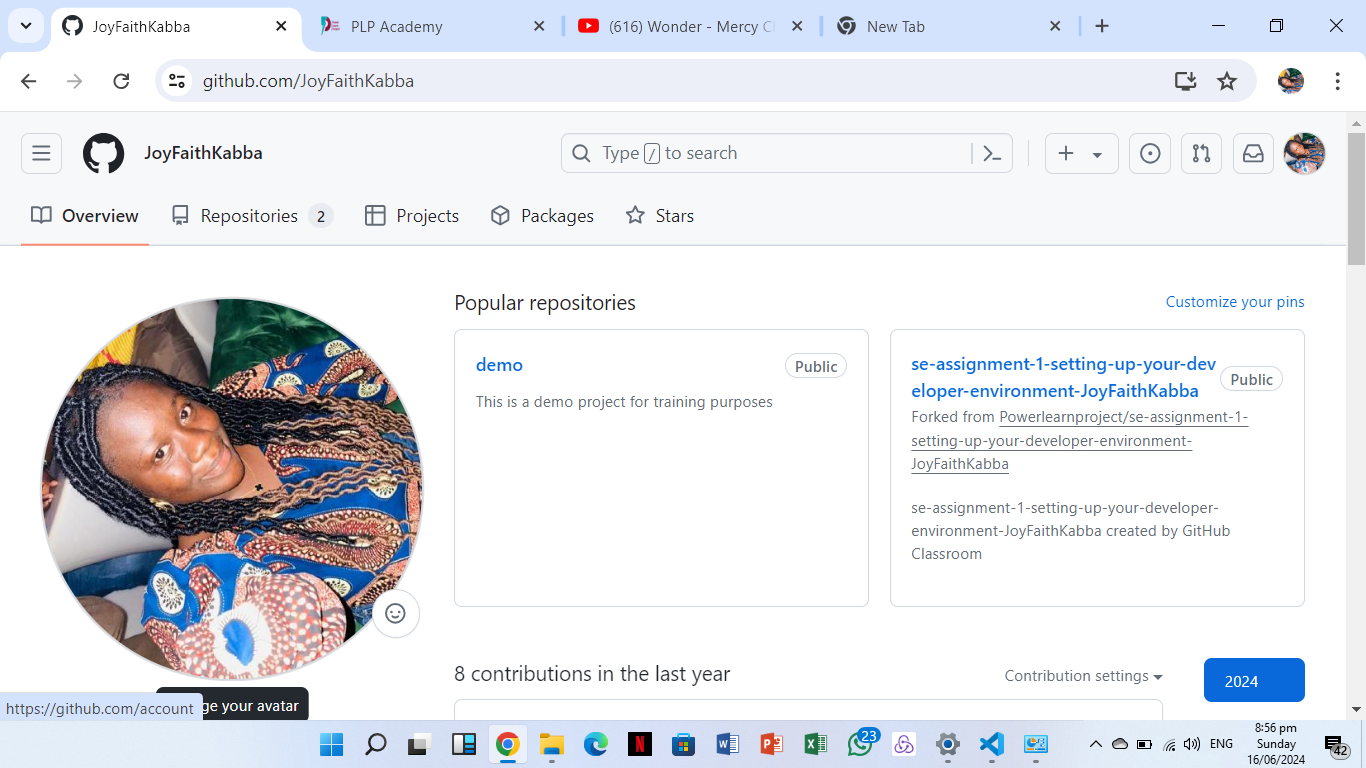 JoyFaithKabba
PLP Academy
(616) Wonder - Mercy C
New Tab
github.com/JoyFaithKabba
JoyFaithKabba
Type / to search
Overview
Repositories 2
Projects
Packages
Stars
Popular repositories
Customize your pins
demo
Public
This is a demo project for training purposes
se-assignment-1-setting-up-your-dev
eloper-environment-JoyFaithKabba
Public
Forked from Powerlearnproject/se-assignment-1-
setting-up-your-developer-environment-
JoyFaithKabba
se-assignment-1-setting-up-your-developer-
environment-JoyFaithKabba created by GitHub
Classroom
8 contributions in the last year
Contribution settings
2024
ge your avatar
https://github.com/account
23
ENG
8:56 pm
Sunday
16/06/2024
42